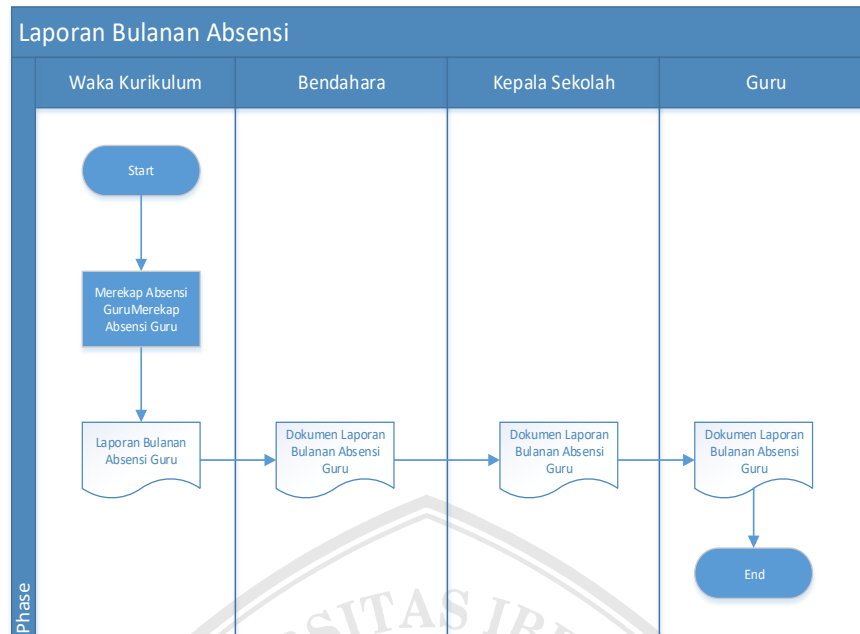 Laporan Bulanan Absensi
Waka Kurikulum
Bendahara
Kepala Sekolah
Guru
Start
Merekap Absensi
GuruMerekap
Absensi Guru
Laporan Bulanan
Absensi Guru
Dokumen Laporan
Bulanan Absensi
Guru
Dokumen Laporan
Bulanan Absensi
Guru
Dokumen Laporan
Bulanan Absensi
Guru
End
Phase